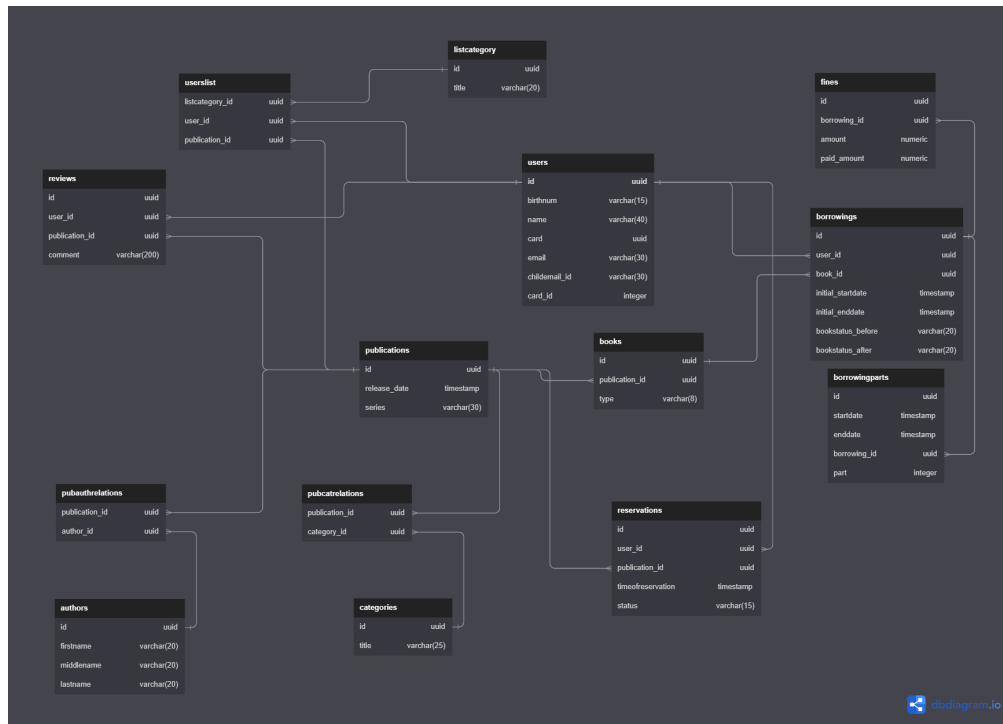 listcategory
id uuid
title varchar(20)
userslist
listcategory_id uuid
user_id uuid
publication_id uuid
fines
id uuid
borrowing_id uuid
amount numeric
paid_amount numeric
users
id uuid
birthnum varchar(15)
name varchar(40)
card uuid
email varchar(30)
childemail_id varchar(30)
card_id integer
reviews
id uuid
user_id uuid
publication_id uuid
comment varchar(200)
borrowings
id uuid
user_id uuid
book_id uuid
initial_startdate timestamp
initial_enddate timestamp
bookstatus_before varchar(20)
bookstatus_after varchar(20)
books
id uuid
publication_id uuid
type varchar(8)
publications
id uuid
release_date timestamp
series varchar(30)
borrowingparts
id uuid
startdate timestamp
enddate timestamp
borrowing_id uuid
part integer
pubauthrelations
publication_id uuid
author_id uuid
pubcatrelations
publication_id uuid
category_id uuid
reservations
id uuid
user_id uuid
publication_id uuid
timeofreservation timestamp
status varchar(15)
authors
id uuid
firstname varchar(20)
middlename varchar(20)
lastname varchar(20)
categories
id uuid
title varchar(25)
dbdiagram.io